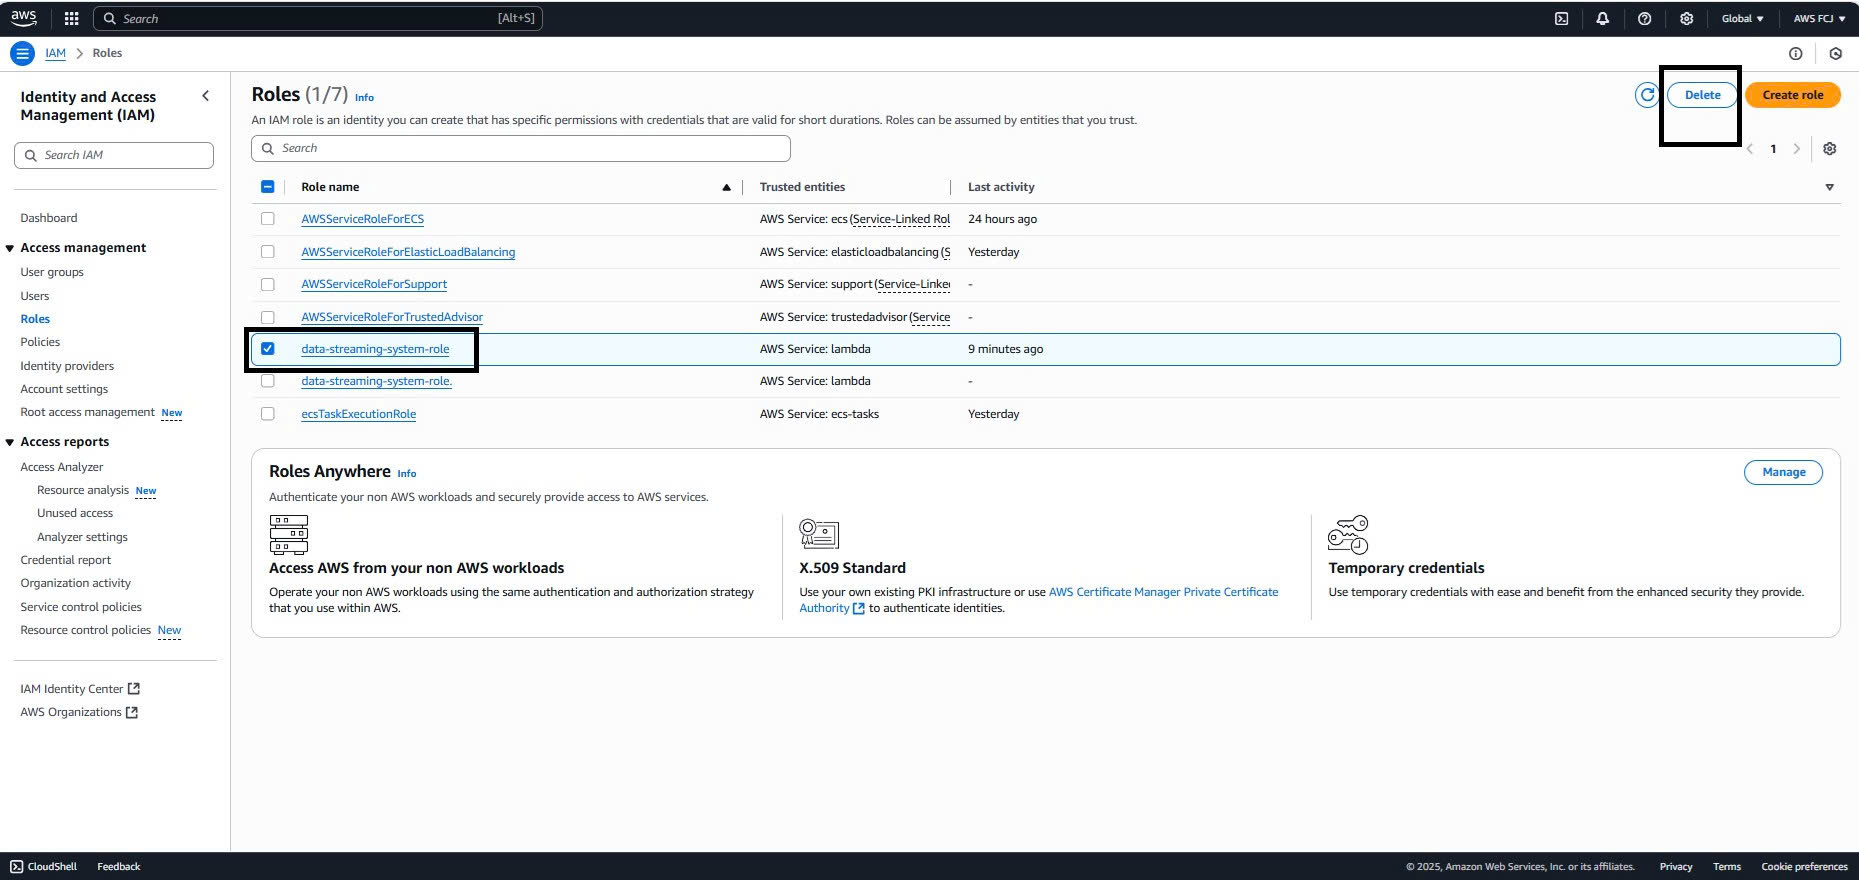 aws
Search [Alt+S]
Global ▼
AWS FCJ ▼
IAM > Roles
Identity and Access Management (IAM)
Search IAM
Dashboard
Access management
User groups
Users
Roles
Policies
Identity providers
Account settings
Root access management New
Access reports
Access Analyzer
Resource analysis New
Unused access
Analyzer settings
Credential report
Organization activity
Service control policies
Resource control policies New
IAM Identity Center
AWS Organizations
Roles (1/7) Info
Delete
Create role
An IAM role is an identity you can create that has specific permissions with credentials that are valid for short durations. Roles can be assumed by entities that you trust.
Search
1
Role name Trusted entities Last activity
AWSServiceRoleForECS AWS Service: ecs (Service-Linked Rol 24 hours ago
AWSServiceRoleForElasticLoadBalancing AWS Service: elasticloadbalancing (S Yesterday
AWSServiceRoleForSupport AWS Service: support (Service-Linke -
AWSServiceRoleForTrustedAdvisor AWS Service: trustedadvisor (Service -
data-streaming-system-role AWS Service: lambda 9 minutes ago
data-streaming-system-role. AWS Service: lambda -
ecsTaskExecutionRole AWS Service: ecs-tasks Yesterday
Roles Anywhere Info
Manage
Authenticate your non AWS workloads and securely provide access to AWS services.
Access AWS from your non AWS workloads
Operate your non AWS workloads using the same authentication and authorization strategy
that you use within AWS.
X.509 Standard
Use your own existing PKI infrastructure or use AWS Certificate Manager Private Certificate
Authority to authenticate identities.
Temporary credentials
Use temporary credentials with ease and benefit from the enhanced security they provide.
CloudShell Feedback
© 2025, Amazon Web Services, Inc. or its affiliates. Privacy Terms Cookie preferences